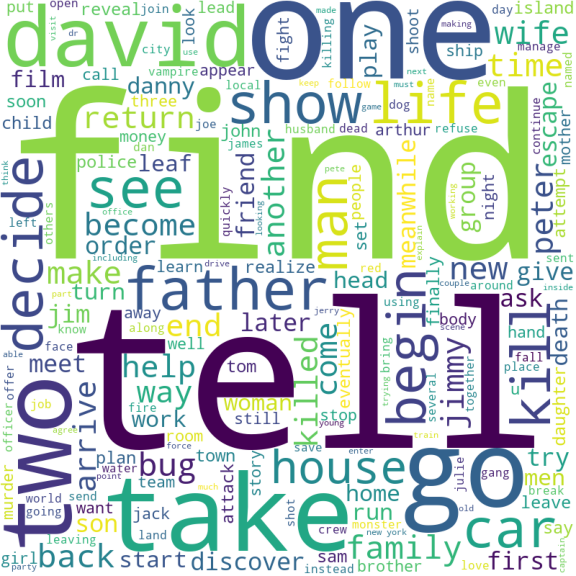 put open reveal join day island
david one wife
visit dr use look lead fight play shoot city made making ship time
film call vampire appear killing manage named
soon danny keep follow next even name
child three show life local must
return john game dog arthur escape
money joe husband dead refuse
dan james continue
think police another man pete peter mother
find
others leaf see friend quickly meanwhile group working attempt
left office become looking set people night explain
decide including order red couple sent
learn drive realize head new give around inside
make father
part turn using finally
jim away jerry ask
know along end later begin scene body hand death
able face well come trying bring several fall
meet help tom eventually jimmy together place u
offer way killed kill daughter
two tell
arrive job fire woman still stop young train
officer agree work room force save enter
murder plan bug town house go try
water team point story home julie gang men
world send attack shot run old break
going want much car leave
son jack take family say
land crew monster new york
girl leaving back start discover sam brother love first
party instead captain